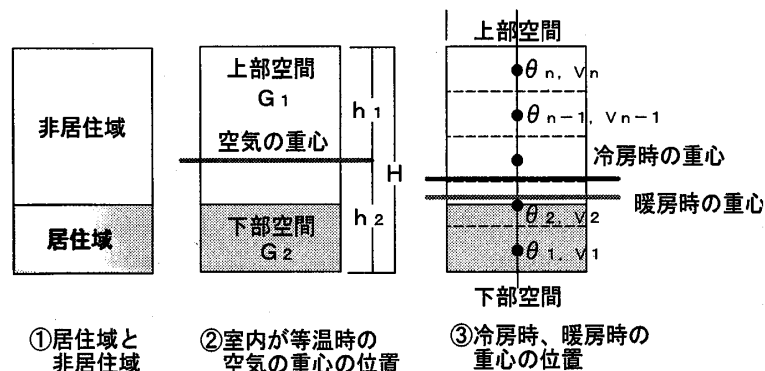 非居住域
居住域
①居住域と
非居住域
上部空間
G1
空気の重心
下部空間
G2
h1
H
h2
②室内が等温時の
空気の重心の位置
上部空間
θn, Vn
θn-1, Vn-1
冷房時の重心
暖房時の重心
θ2, V2
θ1, V1
下部空間
③冷房時、暖房時の
重心の位置